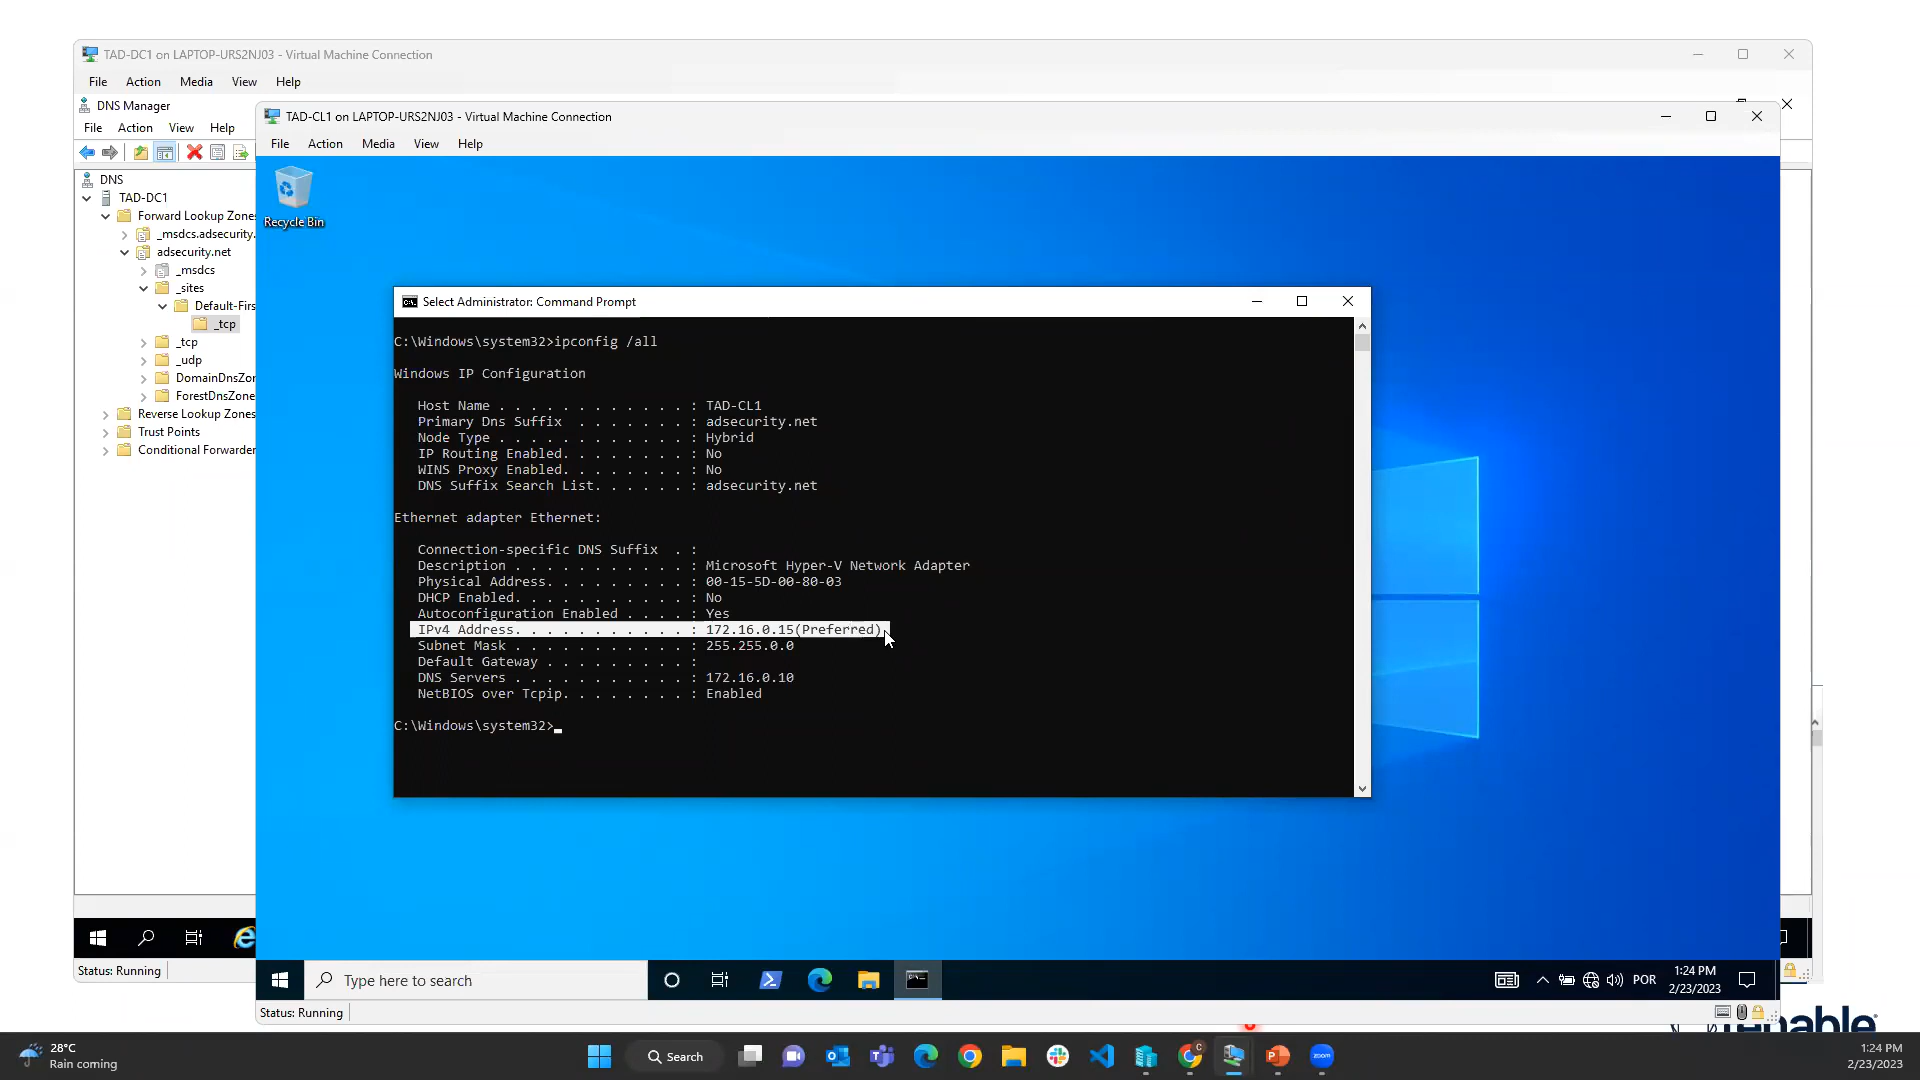 TAD-DC1 on LAPTOP-URS2NJ03 - Virtual Machine Connection
File Action Media View Help
DNS Manager
File Action View Help
DNS
TAD-DC1
Forward Lookup Zones
_msdcs.adsecurity.
adsecurity.net
_msdcs
_sites
Default-Firs
_tcp
_tcp
_udp
DomainDnsZor
ForestDnsZone
Reverse Lookup Zones
Trust Points
Conditional Forwarder
Status: Running
TAD-CL1 on LAPTOP-URS2NJ03 - Virtual Machine Connection
File Action Media View Help
Recycle Bin
Select Administrator: Command Prompt
C:\Windows\system32>ipconfig /all
Windows IP Configuration
Host Name . . . . . . . . . . . . : TAD-CL1
Primary Dns Suffix . . . . . . . : adsecurity.net
Node Type . . . . . . . . . . . . : Hybrid
IP Routing Enabled. . . . . . . . : No
WINS Proxy Enabled. . . . . . . . : No
DNS Suffix Search List. . . . . . : adsecurity.net
Ethernet adapter Ethernet:
Connection-specific DNS Suffix . :
Description . . . . . . . . . . . : Microsoft Hyper-V Network Adapter
Physical Address. . . . . . . . . : 00-15-5D-00-80-03
DHCP Enabled. . . . . . . . . . . : No
Autoconfiguration Enabled . . . . : Yes
IPv4 Address. . . . . . . . . . . : 172.16.0.15(Preferred)
Subnet Mask . . . . . . . . . . . : 255.255.0.0
Default Gateway . . . . . . . . . :
DNS Servers . . . . . . . . . . . : 172.16.0.10
NetBIOS over Tcpip. . . . . . . . : Enabled
C:\Windows\system32>
Type here to search
POR
1:24 PM
2/23/2023
Status: Running
28°C
Rain coming
Search
zoom
1:24 PM
2/23/2023